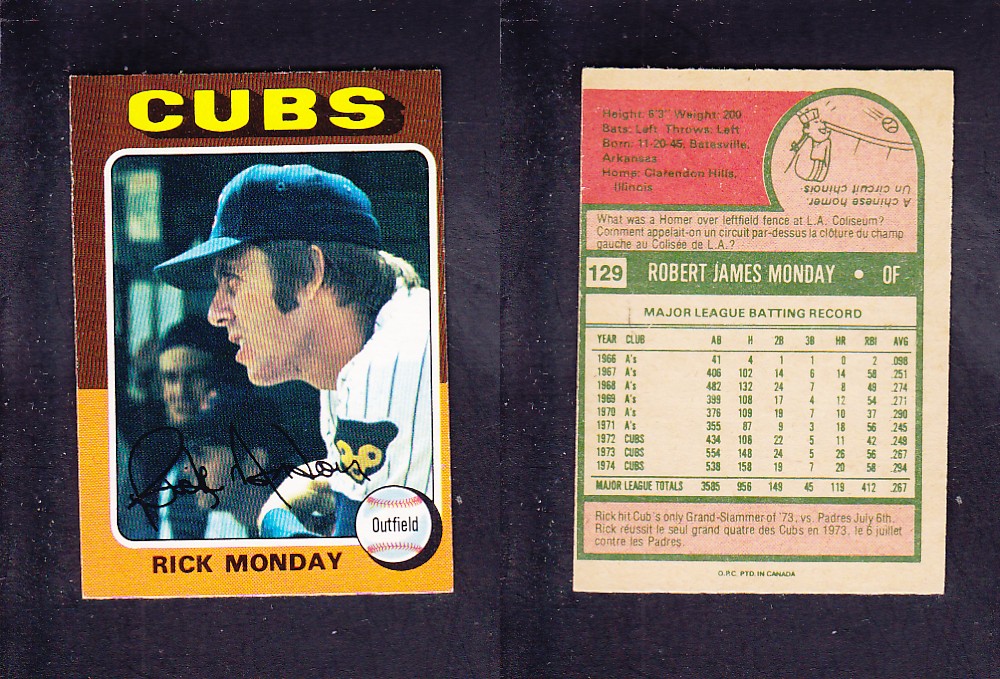 CUBS
Rick Monday
Outfield
RICK MONDAY
Height: 6'3" Weight: 200
Bats: Left Throws: Left
Born: 11-20-45, Batesville,
Arkansas
Home: Clarendon Hills,
Illinois
A chinese homer.
Un circuit chinois
What was a Homer over leftfield fence at L.A. Coliseum?
Comment appelait-on un circuit par-dessus la clôture du champ
gauche au Colisée de L.A.?
129 ROBERT JAMES MONDAY • OF
MAJOR LEAGUE BATTING RECORD
YEAR CLUB AB H 2B 3B HR RBI AVG
1966 A's 41 4 1 1 0 2 .098
1967 A's 406 102 14 6 14 58 .251
1968 A's 482 132 24 7 8 49 .274
1969 A's 399 108 17 4 12 54 .271
1970 A's 376 109 19 7 10 37 .290
1971 A's 355 87 9 3 18 56 .245
1972 CUBS 434 108 22 5 11 42 .249
1973 CUBS 554 148 24 5 26 56 .267
1974 CUBS 538 158 19 7 20 58 .294
MAJOR LEAGUE TOTALS 3585 956 149 45 119 412 .267
Rick hit Cub's only Grand-Slammer of '73, vs. Padres July 6th.
Rick réussit le seul grand quatre des Cubs en 1973, le 6 juillet
contre les Padres.
O.P.C. PTD. IN CANADA